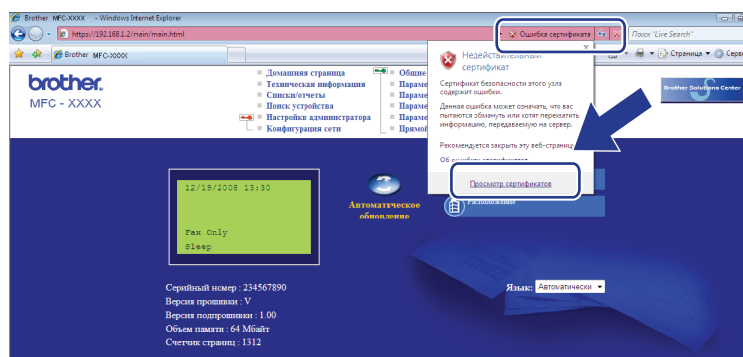 Brother MFC-XXXX - Windows Internet Explorer
https://192.168.1.2/main/main.html
Ошибка сертификата
Поиск "Live Search"
Brother MFC-XXXX
Страница
brother.
MFC - XXXX
Домашняя страница
Техническая информация
Списки/отчеты
Поиск устройства
Настройки администратора
Конфигурация сети
Общие
Недействительный
сертификат
Сертификат безопасности этого узла
содержит ошибки.
Данная ошибка может означать, что вас
пытаются обмануть или хотят перехватить
информацию, передаваемую на сервер.
Рекомендуется закрыть эту веб-страницу
Просмотр сертификатов
Brother Solutions Center
12/19/2008 13:30
Fax Only
Sleep
Автоматическое
обновление
Расположение
Серийный номер : 234567890
Версия прошивки : V
Версия подпрошивки : 1.00
Объем памяти : 64 Мбайт
Счетчик страниц : 1312
Язык: Автоматически